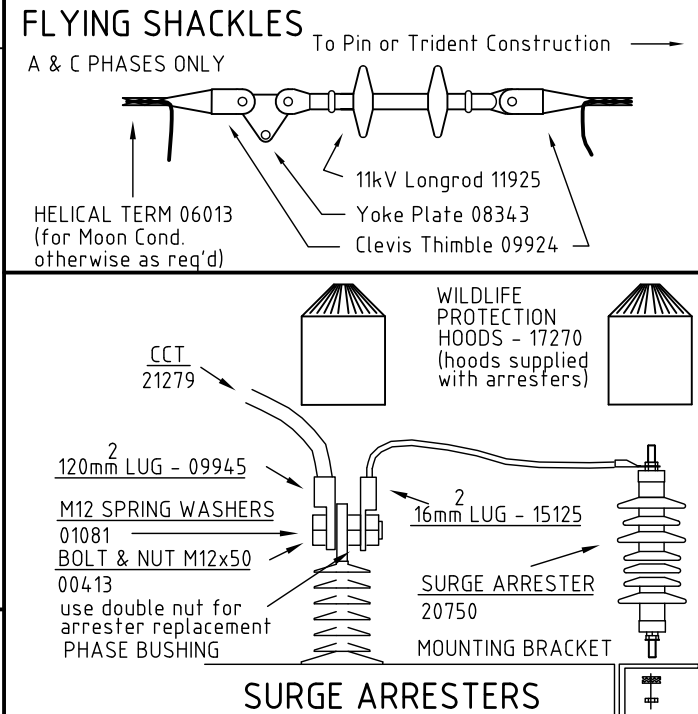 FLYING SHACKLES
To Pin or Trident Construction
A & C PHASES ONLY
11kV Longrod 11925
HELICAL TERM 06013
(for Moon Cond.
otherwise as req'd)
Yoke Plate 08343
Clevis Thimble 09924
WILDLIFE
PROTECTION
HOODS - 17270
(hoods supplied
with arresters)
CCT
21279
2
120mm LUG - 09945
M12 SPRING WASHERS
01081
BOLT & NUT M12x50
00413
use double nut for
arrester replacement
PHASE BUSHING
2
16mm LUG - 15125
SURGE ARRESTER
20750
MOUNTING BRACKET
SURGE ARRESTERS